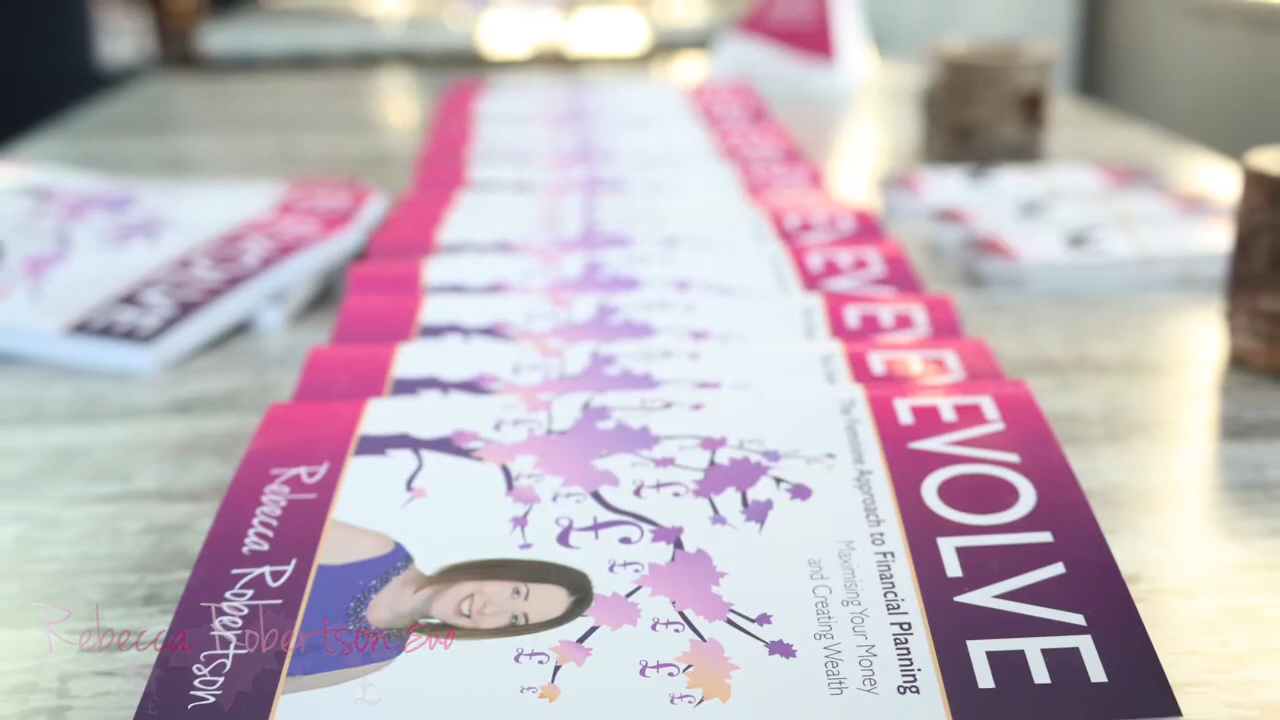 EVOLVE
The Feminine Approach to Financial Planning
Maximising Your Money
and Creating Wealth
Rebecca Robertson
Rebecca Robertson Evo